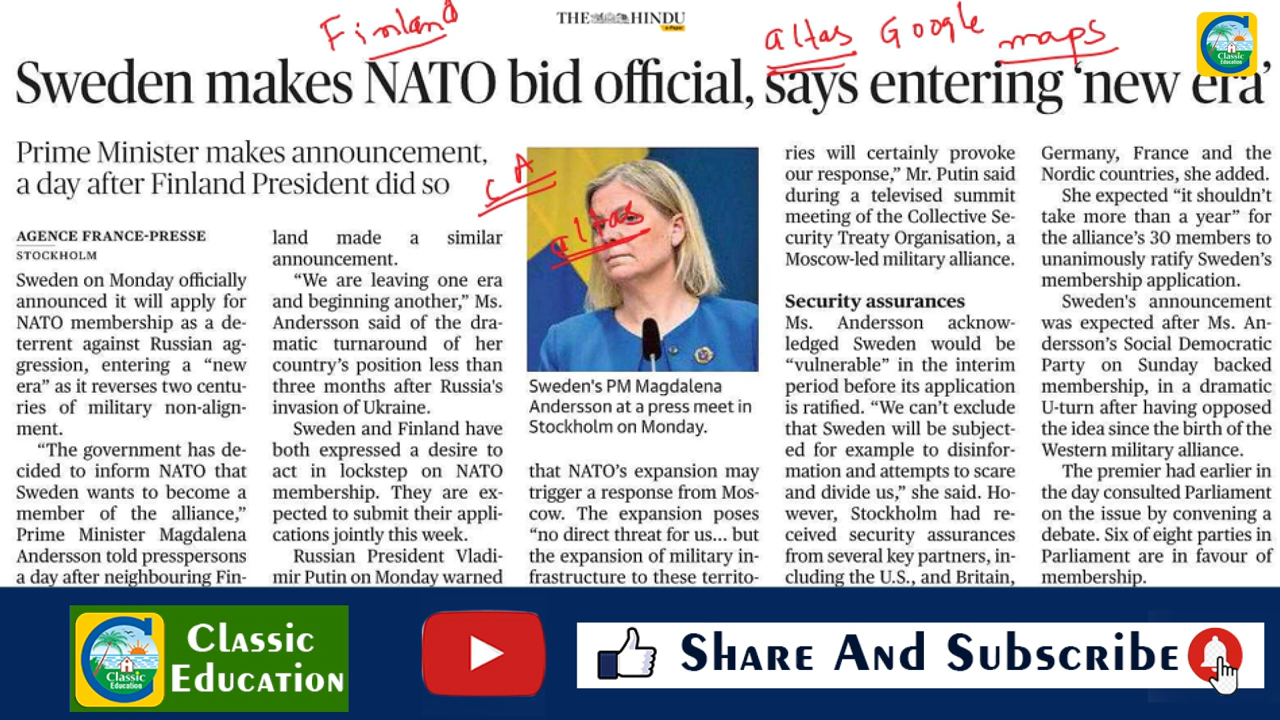 THE HINDU
e-Paper
Finland
altas Google maps
Classic
Education
Sweden makes NATO bid official, says entering ‘new era’
Prime Minister makes announcement,
a day after Finland President did so
C A
altas
AGENCE FRANCE-PRESSE
STOCKHOLM
Sweden on Monday officially
announced it will apply for
NATO membership as a de-
terrent against Russian ag-
gression, entering a “new
era” as it reverses two centu-
ries of military non-align-
ment.
“The government has de-
cided to inform NATO that
Sweden wants to become a
member of the alliance,”
Prime Minister Magdalena
Andersson told presspersons
a day after neighbouring Fin-
land made a similar
announcement.
“We are leaving one era
and beginning another,” Ms.
Andersson said of the dra-
matic turnaround of her
country’s position less than
three months after Russia's
invasion of Ukraine.
Sweden and Finland have
both expressed a desire to
act in lockstep on NATO
membership. They are ex-
pected to submit their appli-
cations jointly this week.
Russian President Vladi-
mir Putin on Monday warned
Sweden's PM Magdalena
Andersson at a press meet in
Stockholm on Monday.
that NATO’s expansion may
trigger a response from Mos-
cow. The expansion poses
“no direct threat for us... but
the expansion of military in-
frastructure to these territo-
ries will certainly provoke
our response,” Mr. Putin said
during a televised summit
meeting of the Collective Se-
curity Treaty Organisation, a
Moscow-led military alliance.
Security assurances
Ms. Andersson acknow-
ledged Sweden would be
“vulnerable” in the interim
period before its application
is ratified. “We can’t exclude
that Sweden will be subject-
ed for example to disinfor-
mation and attempts to scare
and divide us,” she said. Ho-
wever, Stockholm had re-
ceived security assurances
from several key partners, in-
cluding the U.S., and Britain,
Germany, France and the
Nordic countries, she added.
She expected “it shouldn’t
take more than a year” for
the alliance’s 30 members to
unanimously ratify Sweden’s
membership application.
Sweden's announcement
was expected after Ms. An-
dersson’s Social Democratic
Party on Sunday backed
membership, in a dramatic
U-turn after having opposed
the idea since the birth of the
Western military alliance.
The premier had earlier in
the day consulted Parliament
on the issue by convening a
debate. Six of eight parties in
Parliament are in favour of
membership.
Classic
Education
Classic
Education
Share And Subscribe